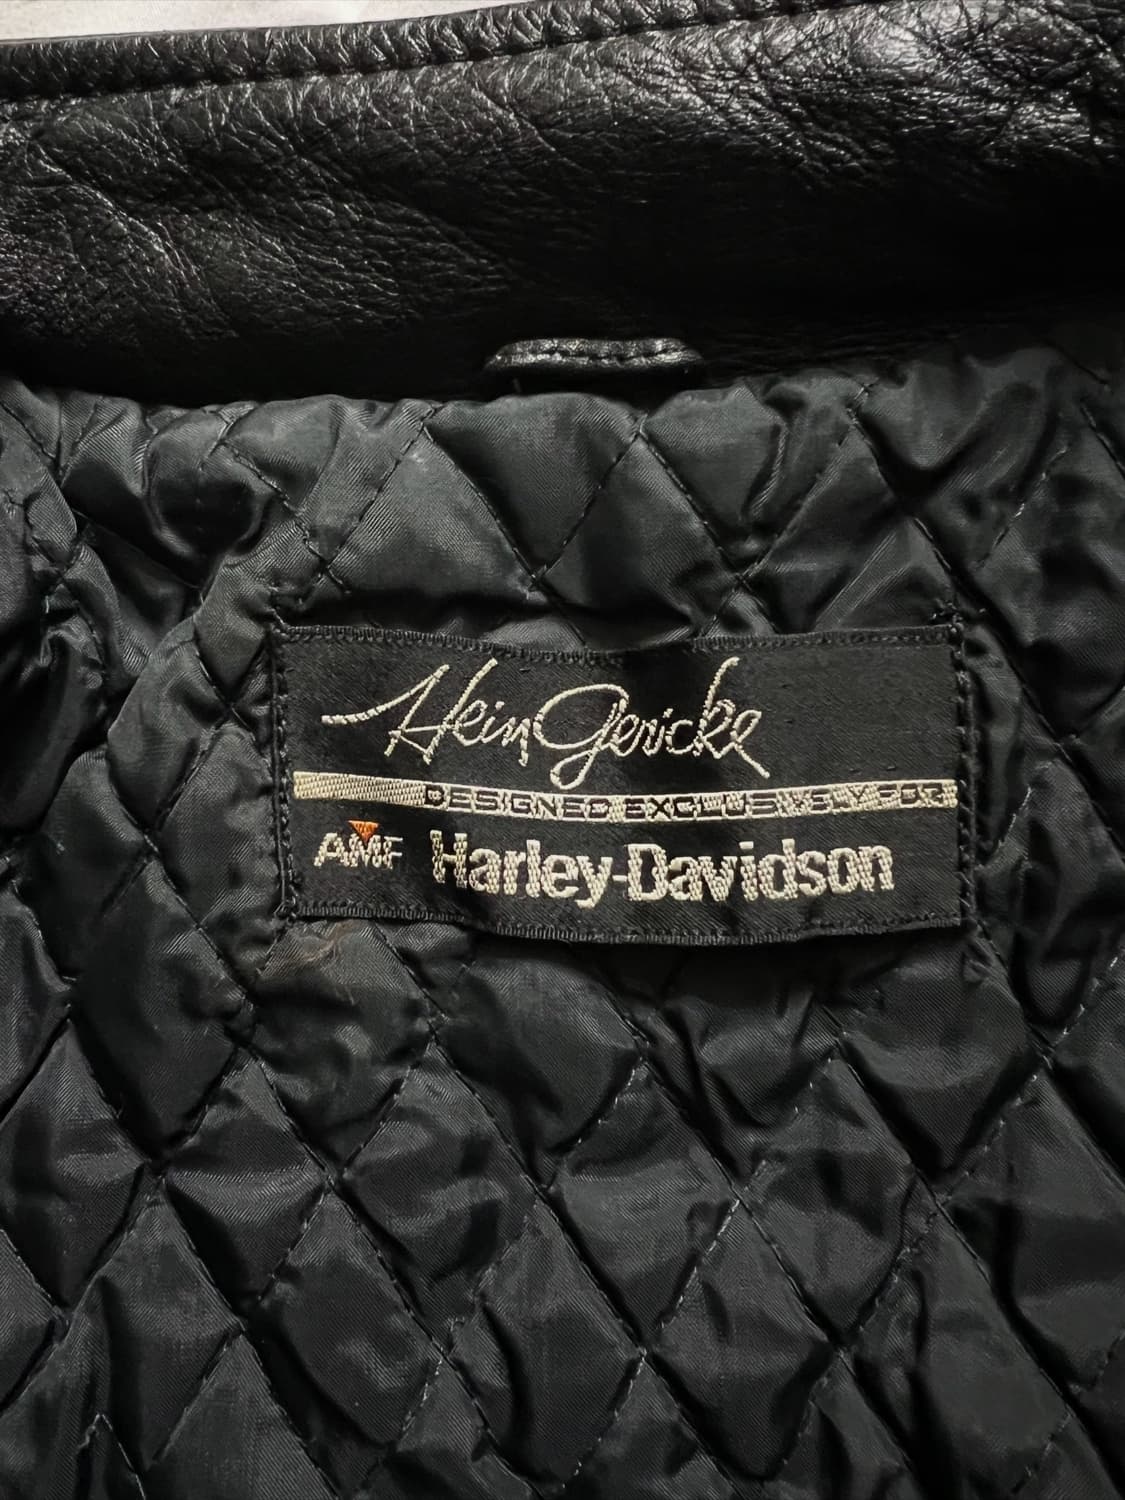 Hein Gericke
DESIGNED EXCLUSIVELY FOR
AMF Harley-Davidson